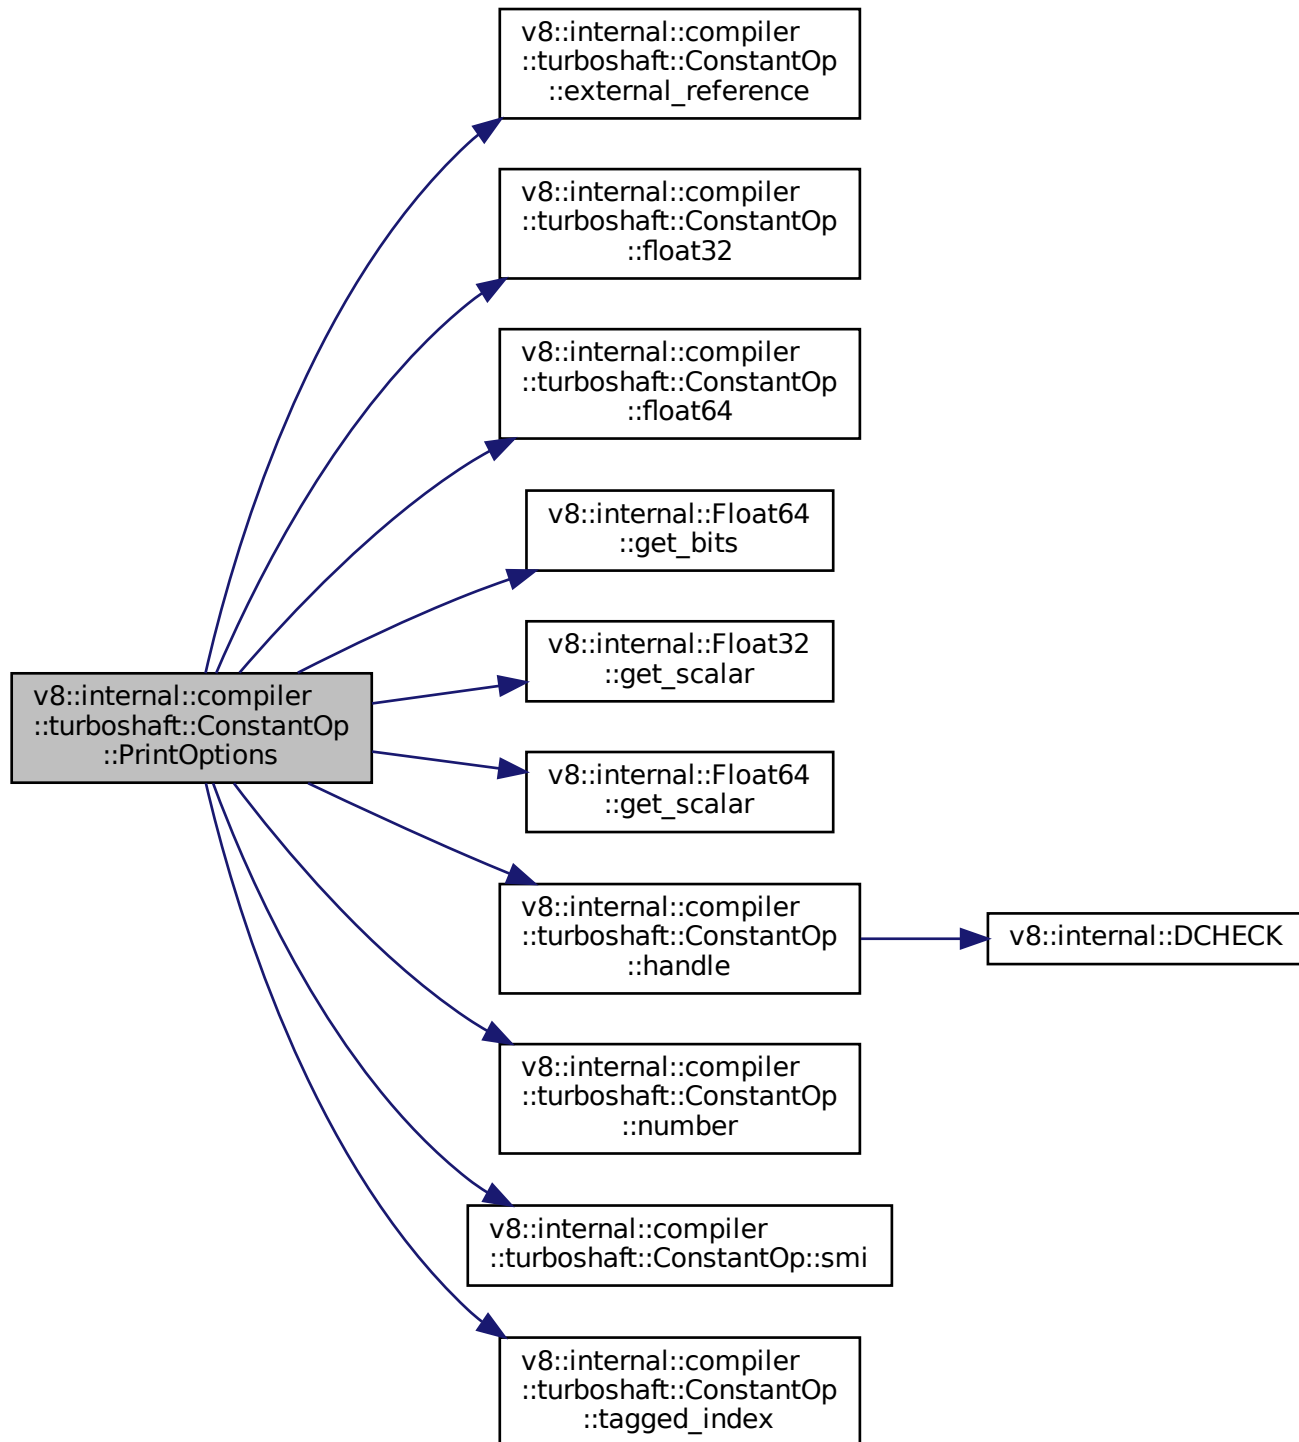 v8::internal::compiler
::turboshaft::ConstantOp
::external_reference
v8::internal::compiler
::turboshaft::ConstantOp
::float32
v8::internal::compiler
::turboshaft::ConstantOp
::float64
v8::internal::Float64
::get_bits
v8::internal::Float32
::get_scalar
v8::internal::compiler
::turboshaft::ConstantOp
::PrintOptions
v8::internal::Float64
::get_scalar
v8::internal::compiler
::turboshaft::ConstantOp
::handle
v8::internal::DCHECK
v8::internal::compiler
::turboshaft::ConstantOp
::number
v8::internal::compiler
::turboshaft::ConstantOp::smi
v8::internal::compiler
::turboshaft::ConstantOp
::tagged_index